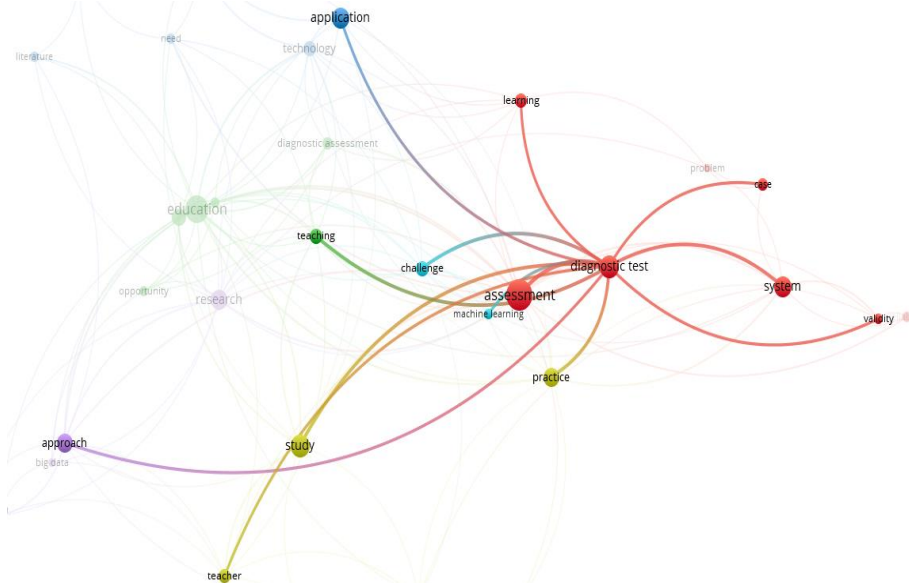 application
need
technology
literature
learning
diagnostic assessment
problem
case
education
teaching
challenge
diagnostic test
opportunity
research
assessment
system
machine learning
validity
practice
approach
study
big data
teacher